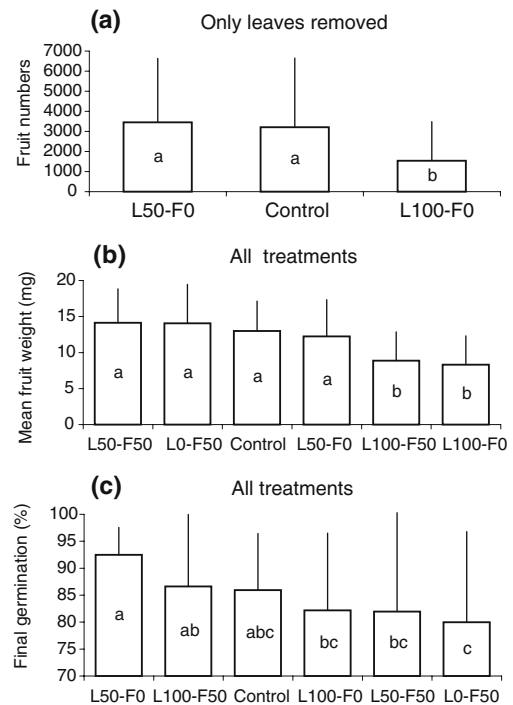 (a) Only leaves removed
Fruit numbers
7000
6000
5000
4000
3000
2000
1000
0
a a b
L50-F0 Control L100-F0
(b) All treatments
Mean fruit weight (mg)
20
15
10
5
0
a a a a b b
L50-F50 L0-F50 Control L50-F0 L100-F50 L100-F0
(c) All treatments
Final germination (%)
100
95
90
85
80
75
70
a ab abc bc bc c
L50-F0 L100-F50 Control L100-F0 L50-F50 L0-F50